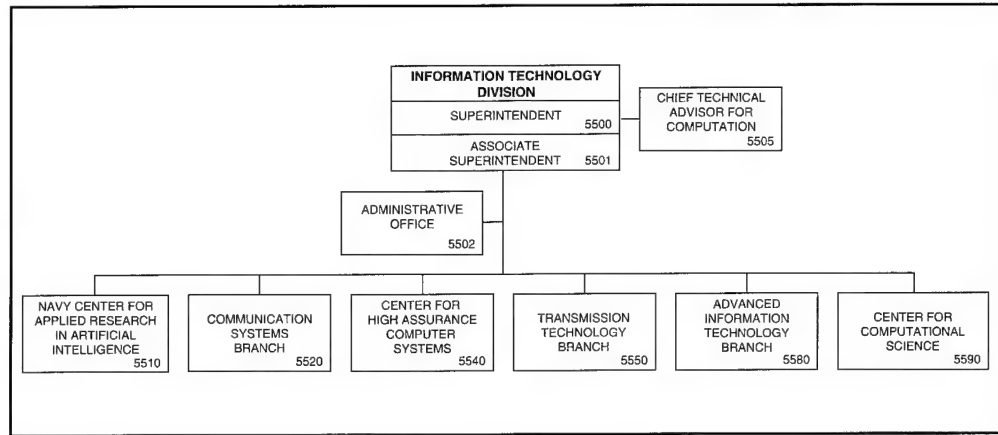 INFORMATION TECHNOLOGY
DIVISION
SUPERINTENDENT
5500
ASSOCIATE
SUPERINTENDENT
5501
CHIEF TECHNICAL
ADVISOR FOR
COMPUTATION
5505
ADMINISTRATIVE
OFFICE
5502
NAVY CENTER FOR
APPLIED RESEARCH
IN ARTIFICIAL
INTELLIGENCE
5510
COMMUNICATION
SYSTEMS
BRANCH
5520
CENTER FOR
HIGH ASSURANCE
COMPUTER
SYSTEMS
5540
TRANSMISSION
TECHNOLOGY
BRANCH
5550
ADVANCED
INFORMATION
TECHNOLOGY
BRANCH
5580
CENTER FOR
COMPUTATIONAL
SCIENCE
5590